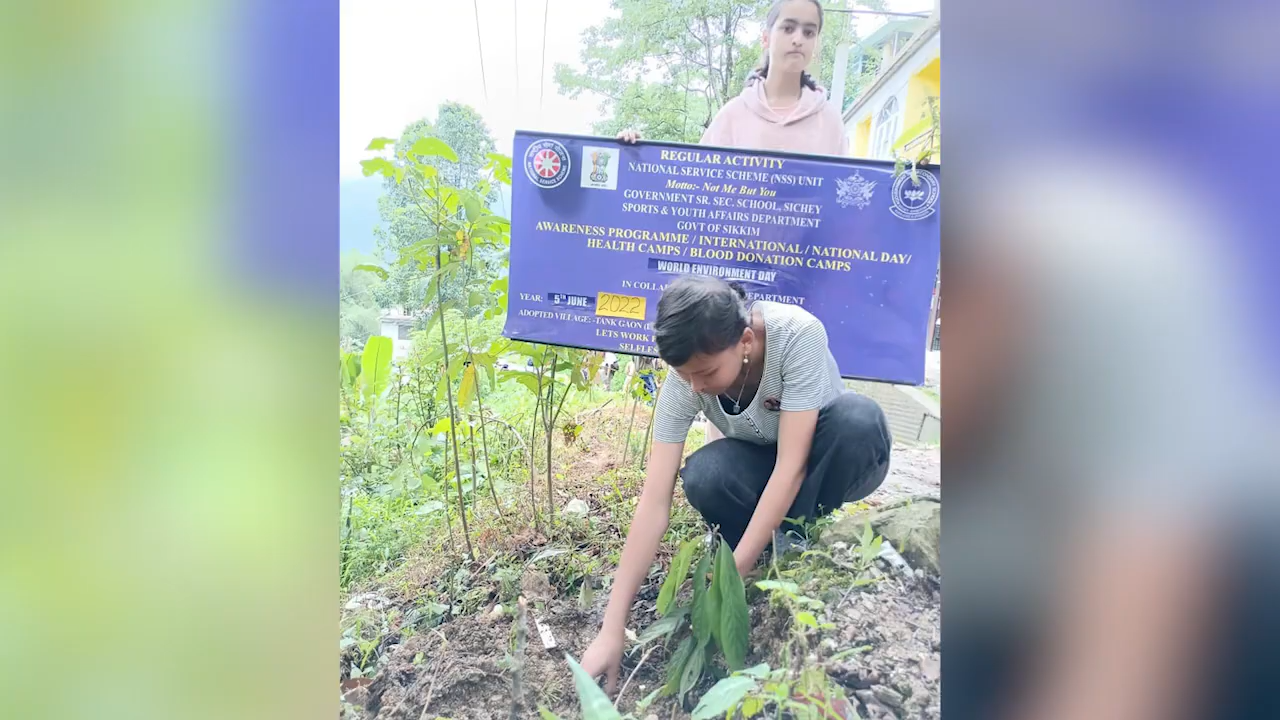 REGULAR ACTIVITY
NATIONAL SERVICE SCHEME (NSS) UNIT
Motto:- Not Me But You
GOVERNMENT SR. SEC. SCHOOL, SICHEY
SPORTS & YOUTH AFFAIRS DEPARTMENT
GOVT OF SIKKIM
AWARENESS PROGRAMME / INTERNATIONAL / NATIONAL DAY/
HEALTH CAMPS / BLOOD DONATION CAMPS
WORLD ENVIRONMENT DAY
IN COLLA DEPARTMENT
YEAR: 5TH JUNE 2022
ADOPTED VILLAGE: -TANK GAON
LETS WORK
SELFLES